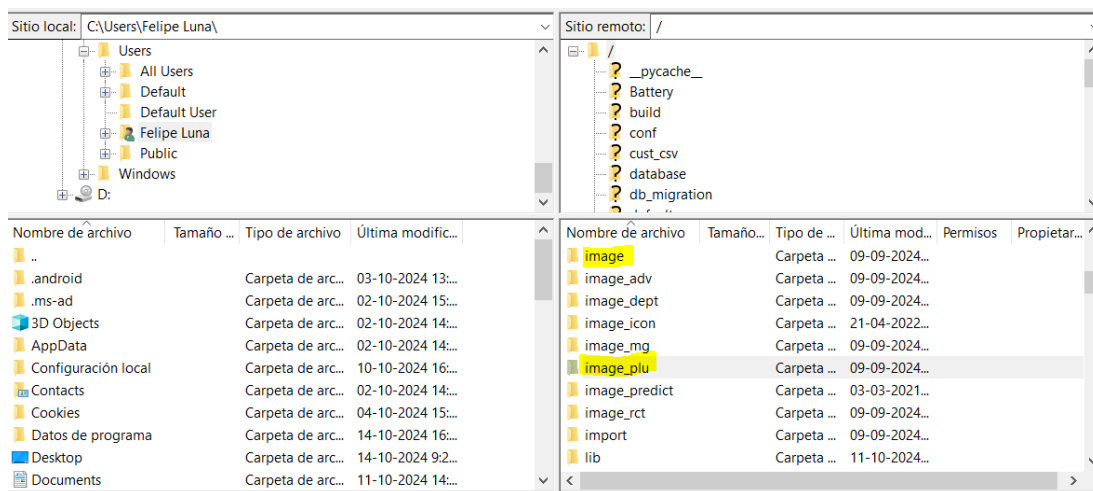 Sitio local: C:\Users\Felipe Luna\
Users
All Users
Default
Default User
Felipe Luna
Public
Windows
D:
Sitio remoto: /
/
__pycache__
Battery
build
conf
cust_csv
database
db_migration
Nombre de archivo Tamaño ... Tipo de archivo Última modific...
..
.android Carpeta de arc... 03-10-2024 13:...
.ms-ad Carpeta de arc... 02-10-2024 15:...
3D Objects Carpeta de arc... 02-10-2024 14:...
AppData Carpeta de arc... 02-10-2024 14:...
Configuración local Carpeta de arc... 10-10-2024 16:...
Contacts Carpeta de arc... 02-10-2024 14:...
Cookies Carpeta de arc... 04-10-2024 15:...
Datos de programa Carpeta de arc... 14-10-2024 16:...
Desktop Carpeta de arc... 14-10-2024 9:2...
Documents Carpeta de arc... 11-10-2024 14:...
Nombre de archivo Tamaño... Tipo de ... Última mod... Permisos Propietar...
image Carpeta ... 09-09-2024...
image_adv Carpeta ... 09-09-2024...
image_dept Carpeta ... 09-09-2024...
image_icon Carpeta ... 21-04-2022...
image_mg Carpeta ... 09-09-2024...
image_plu Carpeta ... 09-09-2024...
image_predict Carpeta ... 03-03-2021...
image_rct Carpeta ... 09-09-2024...
import Carpeta ... 09-09-2024...
lib Carpeta ... 11-10-2024...